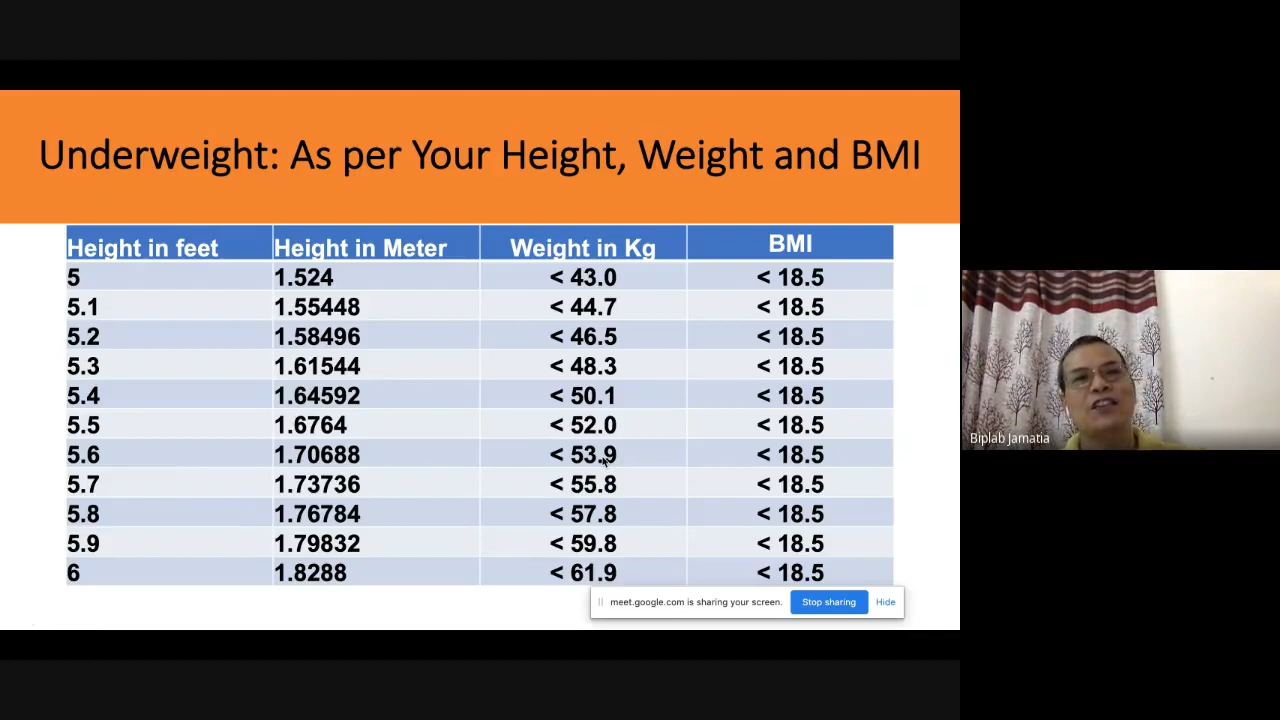 Underweight: As per Your Height, Weight and BMI
Height in feet Height in Meter Weight in Kg BMI
5 1.524 < 43.0 < 18.5
5.1 1.55448 < 44.7 < 18.5
5.2 1.58496 < 46.5 < 18.5
5.3 1.61544 < 48.3 < 18.5
5.4 1.64592 < 50.1 < 18.5
5.5 1.6764 < 52.0 < 18.5
5.6 1.70688 < 53.9 < 18.5
5.7 1.73736 < 55.8 < 18.5
5.8 1.76784 < 57.8 < 18.5
5.9 1.79832 < 59.8 < 18.5
6 1.8288 < 61.9 < 18.5
meet.google.com is sharing your screen. Stop sharing Hide
Biplab Jamatia